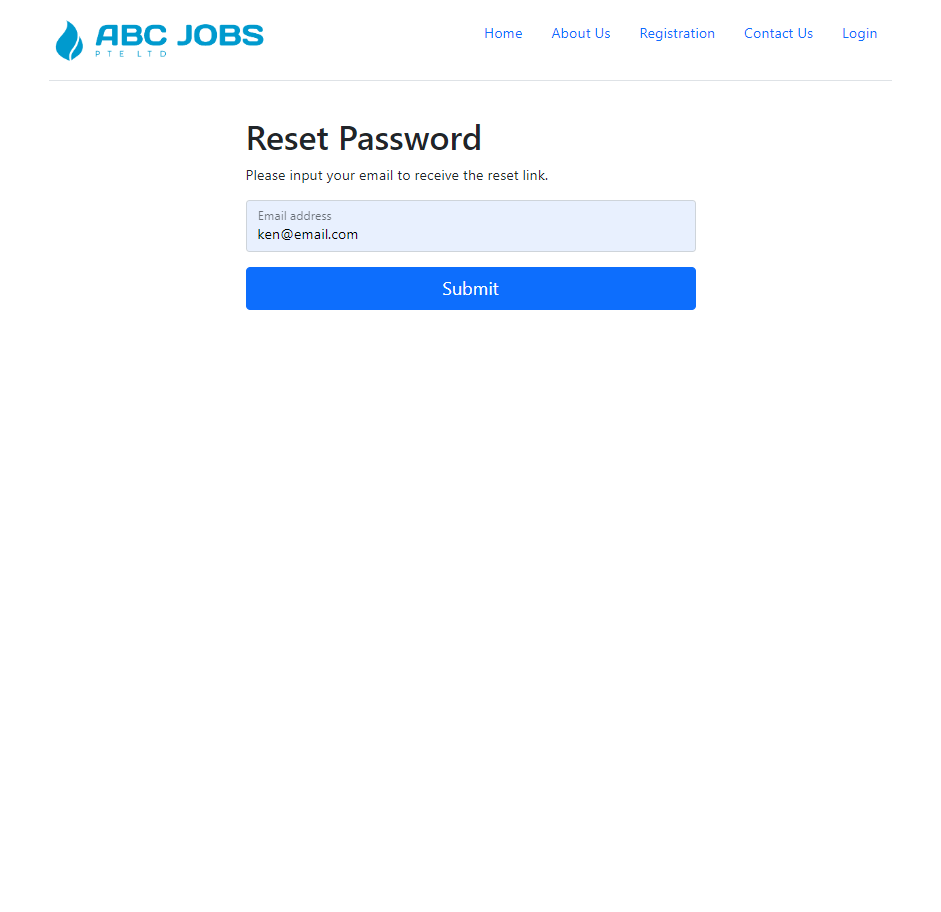 ABC JOBS
PTE LTD
Home About Us Registration Contact Us Login
Reset Password
Please input your email to receive the reset link.
Email address
ken@email.com
Submit